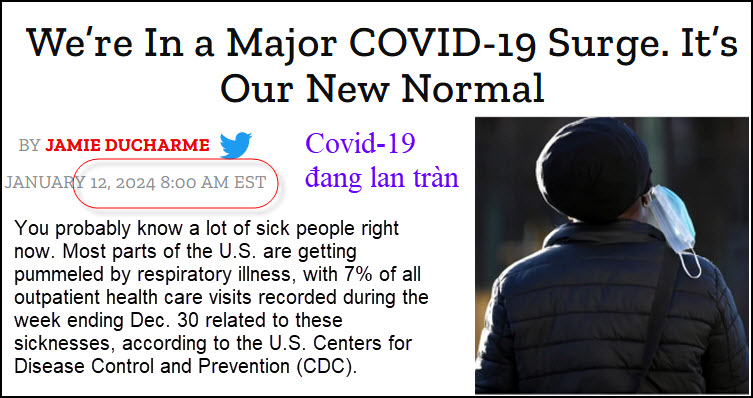 We're In a Major COVID-19 Surge. It's
Our New Normal
BY JAMIE DUCHARME
Covid-19
đang lan tràn
JANUARY 12, 2024 8:00 AM EST
You probably know a lot of sick people right
now. Most parts of the U.S. are getting
pummeled by respiratory illness, with 7% of all
outpatient health care visits recorded during the
week ending Dec. 30 related to these
sicknesses, according to the U.S. Centers for
Disease Control and Prevention (CDC).